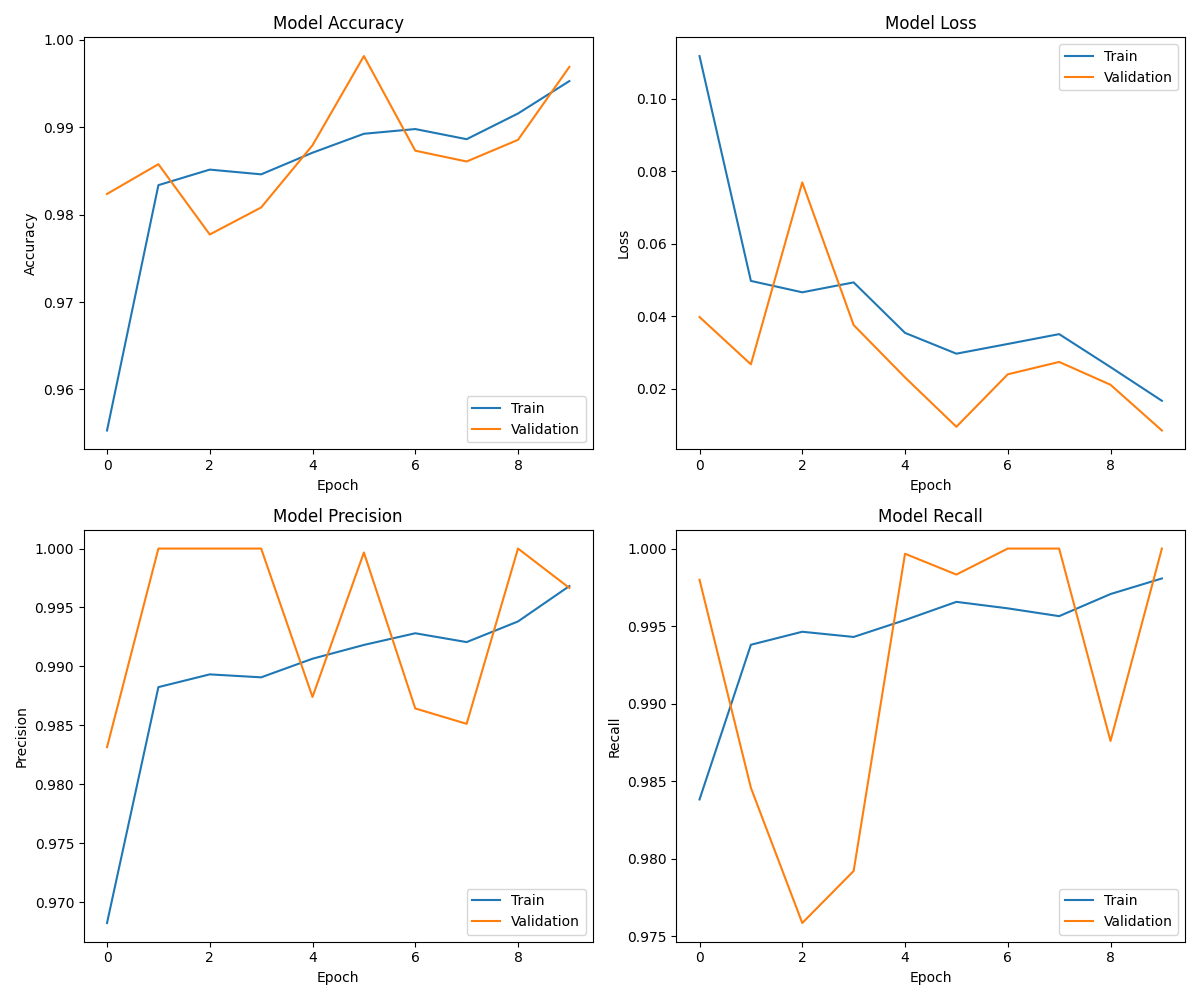 Model Accuracy
1.00
0.99
0.98
0.97
0.96
Accuracy
0 2 4 6 8
Epoch
Train
Validation
Model Loss
0.10
0.08
0.06
0.04
0.02
Loss
0 2 4 6 8
Epoch
Train
Validation
Model Precision
1.000
0.995
0.990
0.985
0.980
0.975
0.970
Precision
0 2 4 6 8
Epoch
Train
Validation
Model Recall
1.000
0.995
0.990
0.985
0.980
0.975
Recall
0 2 4 6 8
Epoch
Train
Validation